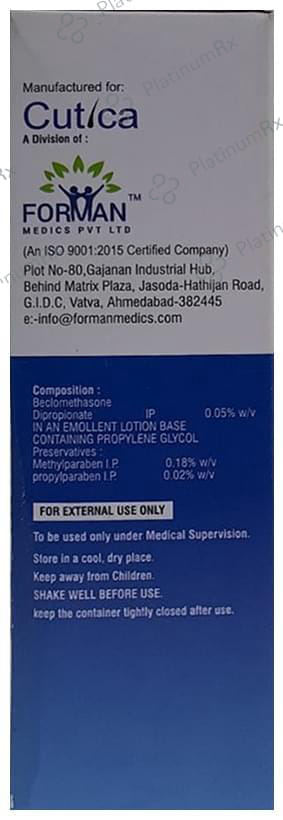 Manufactured for:
Cutica
A Division of :
FORMAN™
MEDICS PVT LTD
(An ISO 9001:2015 Certified Company)
Plot No-80,Gajanan Industrial Hub,
Behind Matrix Plaza, Jasoda-Hathijan Road,
G.I.D.C, Vatva, Ahmedabad-382445
e:-info@formanmedics.com
Composition :
Beclomethasone
Dipropionate IP 0.05% w/v
IN AN EMOLLENT LOTION BASE
CONTAINING PROPYLENE GLYCOL
Preservatives :
Methylparaben I.P. 0.18% w/v
propylparaben I.P. 0.02% w/v
FOR EXTERNAL USE ONLY
To be used only under Medical Supervision.
Store in a cool, dry place.
Keep away from Children.
SHAKE WELL BEFORE USE.
keep the container tightly closed after use.
PlatinumRx
PlatinumRx